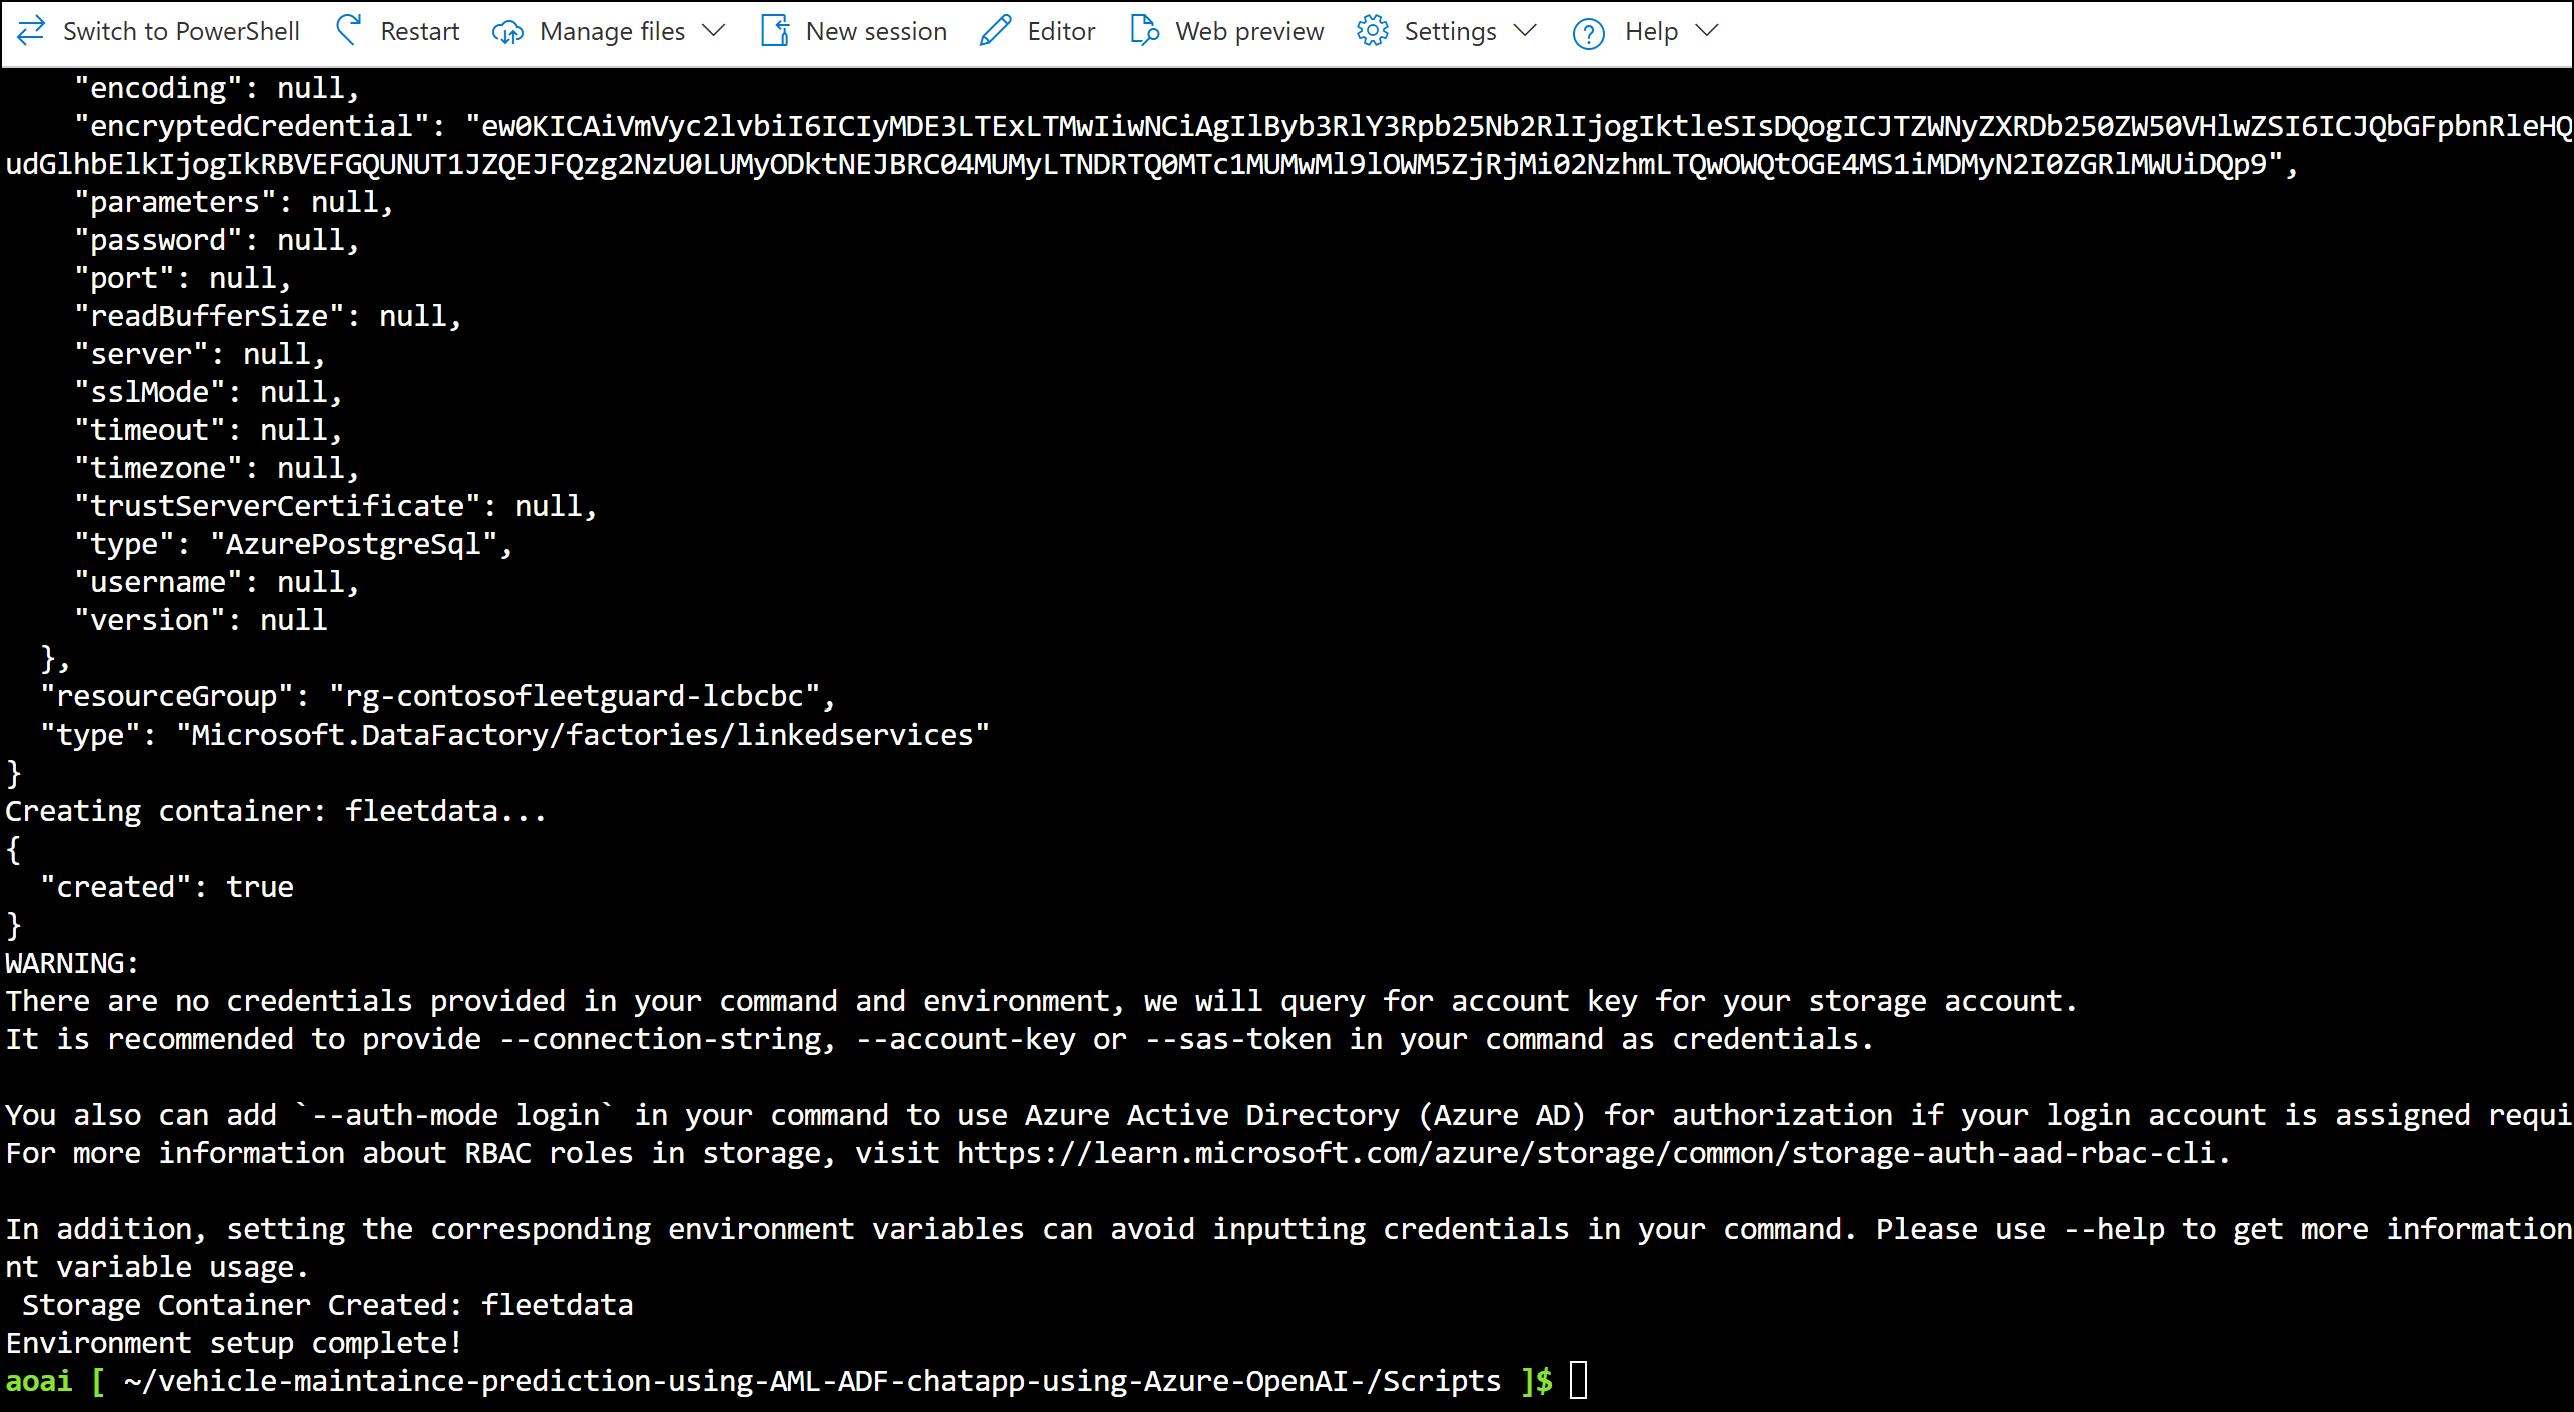 Switch to PowerShell Restart Manage files New session Editor Web preview Settings Help
"encoding": null,
"encryptedCredential": "ew0KICAiVmVyc2lvbiI6ICIyMDE3LTExLTMwIiwNCiAgIlByb3RlY3Rpb25Nb2RlIjogIktleSIsDQogICJTZWNyZXRDb250ZW50VHlwZSI6ICJQbGFpbnRleHQ
udGlhbElkIjogIkRBVEFGQUNUT1JZQEJFQzg2NzU0LUMyODktNEJBRC04MUMyLTNDRTQ0MTc1MUMwMl9lOWM5ZjRjMi02NzhmLTQwOWQtOGE4MS1iMDMyN2I0ZGRlMWUiDQp9",
"parameters": null,
"password": null,
"port": null,
"readBufferSize": null,
"server": null,
"sslMode": null,
"timeout": null,
"timezone": null,
"trustServerCertificate": null,
"type": "AzurePostgreSql",
"username": null,
"version": null
},
"resourceGroup": "rg-contosofleetguard-lcbcbc",
"type": "Microsoft.DataFactory/factories/linkedservices"
}
Creating container: fleetdata...
{
"created": true
}
WARNING:
There are no credentials provided in your command and environment, we will query for account key for your storage account.
It is recommended to provide --connection-string, --account-key or --sas-token in your command as credentials.
You also can add `--auth-mode login` in your command to use Azure Active Directory (Azure AD) for authorization if your login account is assigned requi
For more information about RBAC roles in storage, visit https://learn.microsoft.com/azure/storage/common/storage-auth-aad-rbac-cli.
In addition, setting the corresponding environment variables can avoid inputting credentials in your command. Please use --help to get more information
nt variable usage.
Storage Container Created: fleetdata
Environment setup complete!
aoai [ ~/vehicle-maintaince-prediction-using-AML-ADF-chatapp-using-Azure-OpenAI-/Scripts ]$